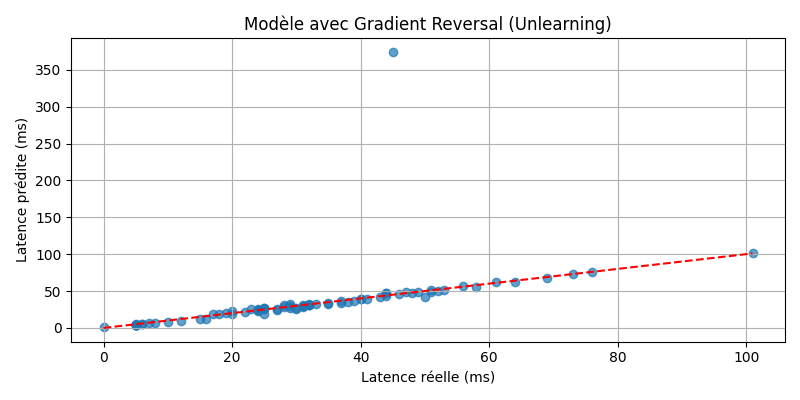 Modèle avec Gradient Reversal (Unlearning)
Latence prédite (ms)
350
300
250
200
150
100
50
0
0 20 40 60 80 100
Latence réelle (ms)